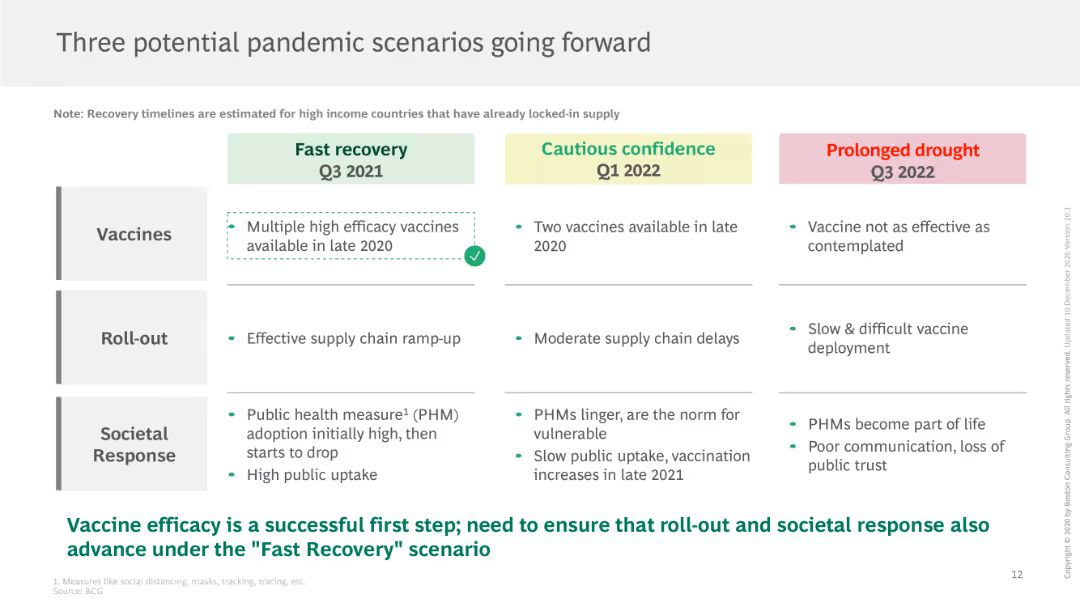 Three potential pandemic scenarios going forward
Note: Recovery timelines are estimated for high income countries that have already locked-in supply
Fast recovery
Q3 2021
Cautious confidence
Q1 2022
Prolonged drought
Q3 2022
Vaccines
• Multiple high efficacy vaccines
available in late 2020
• Two vaccines available in late
2020
• Vaccine not as effective as
contemplated
Roll-out
• Effective supply chain ramp-up
• Moderate supply chain delays
• Slow & difficult vaccine
deployment
Societal
Response
• Public health measure¹ (PHM)
adoption initially high, then
starts to drop
• High public uptake
• PHMs linger, are the norm for
vulnerable
• Slow public uptake, vaccination
increases in late 2021
• PHMs become part of life
• Poor communication, loss of
public trust
Vaccine efficacy is a successful first step; need to ensure that roll-out and societal response also
advance under the "Fast Recovery" scenario
1. Measures like social distancing, masks, tracking, tracing, etc.
Source: BCG
12
Copyright © 2020 by Boston Consulting Group. All rights reserved. Updated 10 December 2020 Version 10.1